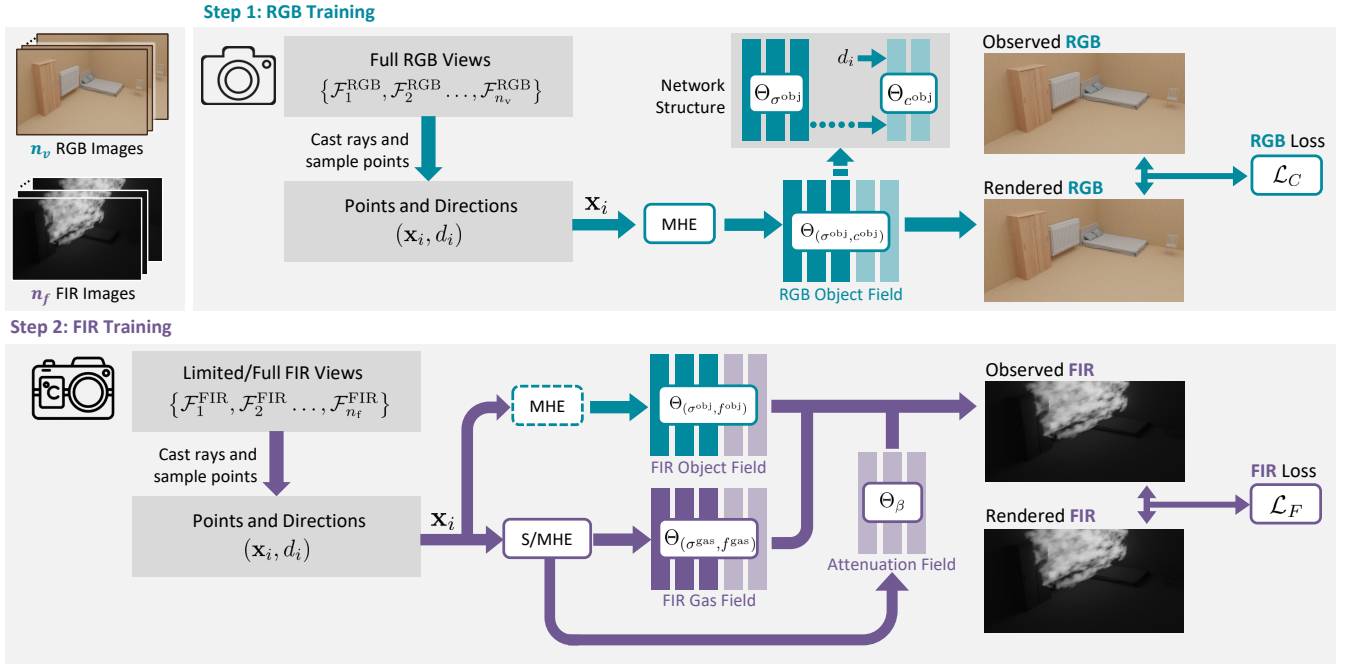 Step 1: RGB Training
n_v RGB Images
n_f FIR Images
Full RGB Views
{F_1^RGB, F_2^RGB ..., F_{n_v}^RGB}
Cast rays and
sample points
Points and Directions
(x_i, d_i)
x_i
MHE
Network
Structure
Θ_{σ^obj}
d_i
Θ_{c^obj}
Θ_{(σ^obj, c^obj)}
RGB Object Field
Observed RGB
Rendered RGB
RGB Loss
L_C
Step 2: FIR Training
°C
Limited/Full FIR Views
{F_1^FIR, F_2^FIR ..., F_{n_f}^FIR}
Cast rays and
sample points
Points and Directions
(x_i, d_i)
x_i
MHE
S/MHE
Θ_{(σ^obj, f^obj)}
FIR Object Field
Θ_{(σ^gas, f^gas)}
FIR Gas Field
Θ_β
Attenuation Field
Observed FIR
Rendered FIR
FIR Loss
L_F